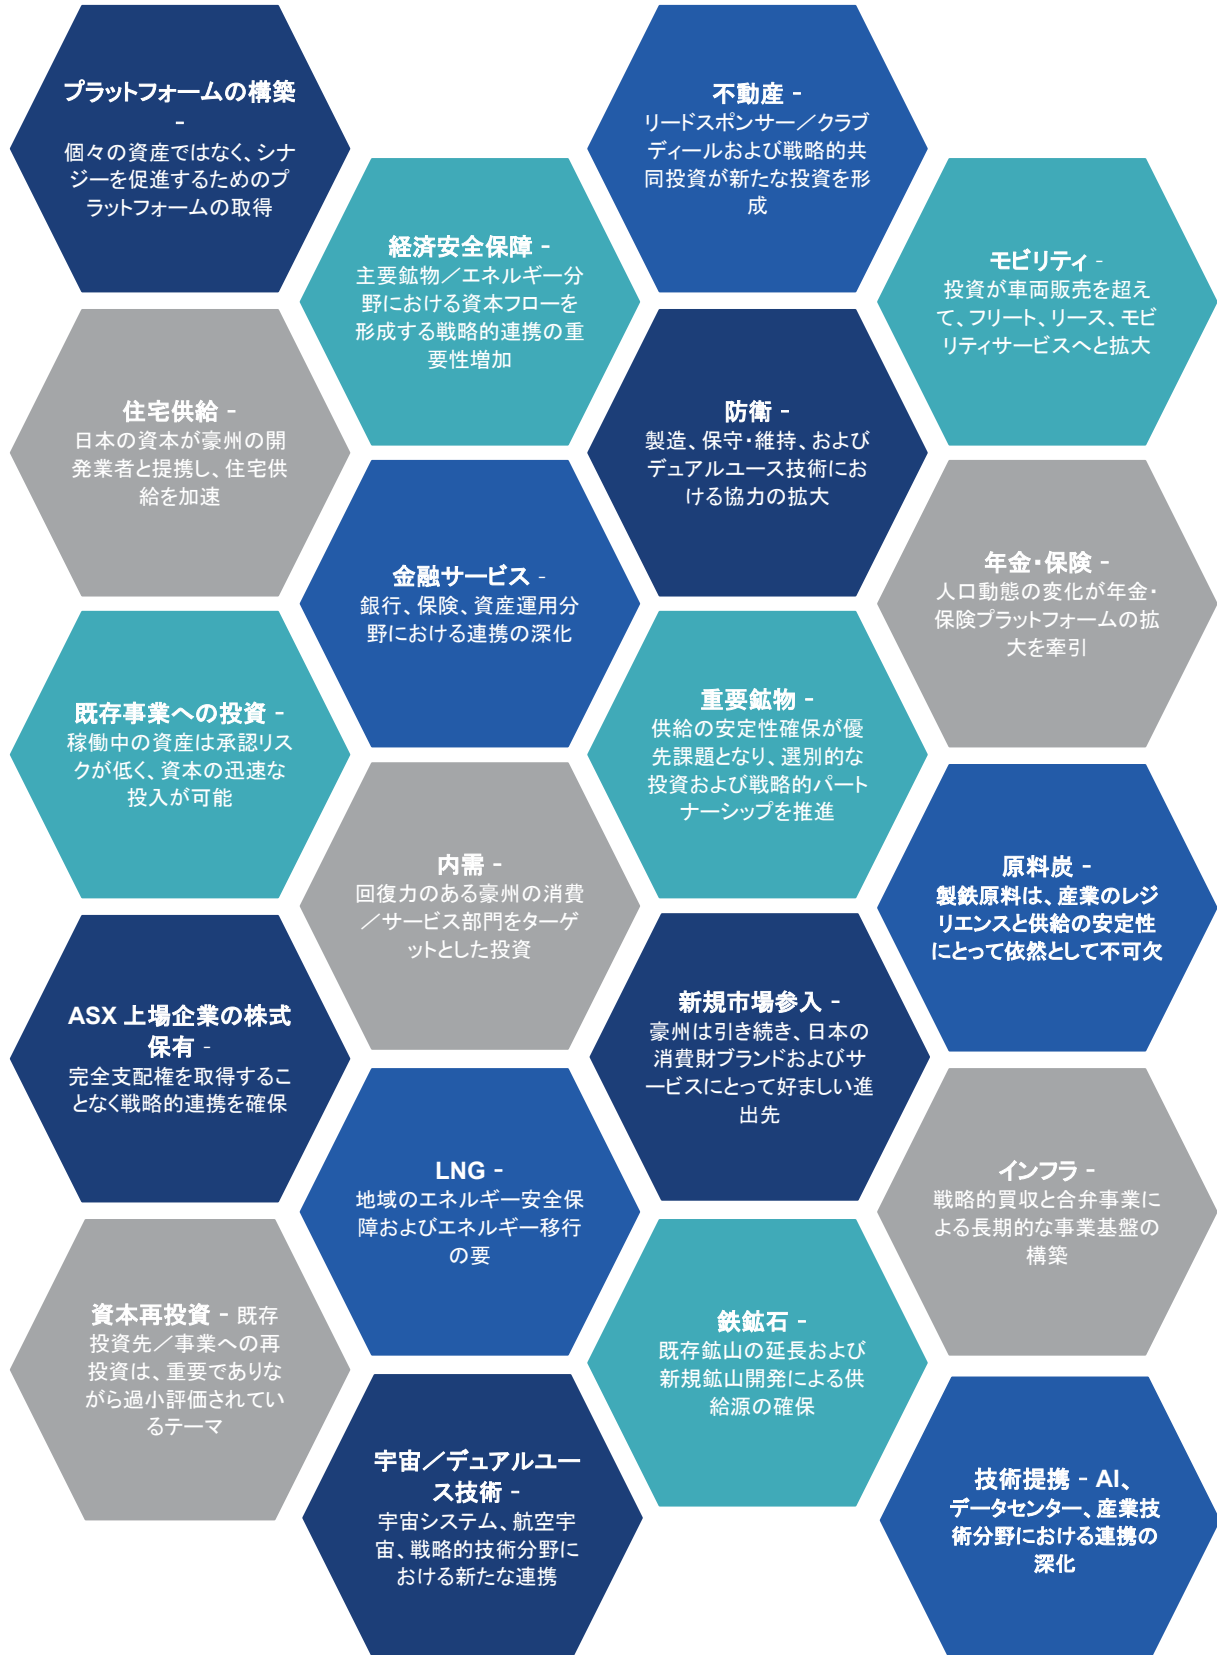 プラットフォームの構築
-
個々の資産ではなく、シナ
ジーを促進するためのプ
ラットフォームの取得
不動産 -
リードスポンサー／クラブ
ディールおよび戦略的共
同投資が新たな投資を形
成
経済安全保障 -
主要鉱物／エネルギー分
野における資本フローを
形成する戦略的連携の重
要性増加
モビリティ -
投資が車両販売を超え
て、フリート、リース、モビ
リティサービスへと拡大
住宅供給 -
日本の資本が豪州の開
発業者と提携し、住宅供
給を加速
防衛 -
製造、保守・維持、および
デュアルユース技術にお
ける協力の拡大
金融サービス -
銀行、保険、資産運用分
野における連携の深化
年金・保険 -
人口動態の変化が年金・
保険プラットフォームの拡
大を牽引
既存事業への投資 -
稼働中の資産は承認リス
クが低く、資本の迅速な
投入が可能
重要鉱物 -
供給の安定性確保が優
先課題となり、選別的な
投資および戦略的パート
ナーシップを推進
内需 -
回復力のある豪州の消費
／サービス部門をターゲ
ットとした投資
原料炭 -
製鉄原料は、産業のレジ
リエンスと供給の安定性
にとって依然として不可欠
ASX 上場企業の株式
保有 -
完全支配権を取得するこ
となく戦略的連携を確保
新規市場参入 -
豪州は引き続き、日本の
消費財ブランドおよびサ
ービスにとって好ましい進
出先
LNG -
地域のエネルギー安全保
障およびエネルギー移行
の要
インフラ -
戦略的買収と合弁事業に
よる長期的な事業基盤の
構築
資本再投資 - 既存
投資先／事業への再
投資は、重要でありな
がら過小評価されてい
るテーマ
鉄鉱石 -
既存鉱山の延長および
新規鉱山開発による供
給源の確保
宇宙／デュアルユー
ス技術 -
宇宙システム、航空宇
宙、戦略的技術分野に
おける新たな連携
技術提携 - AI、
データセンター、産業技
術分野における連携の
深化